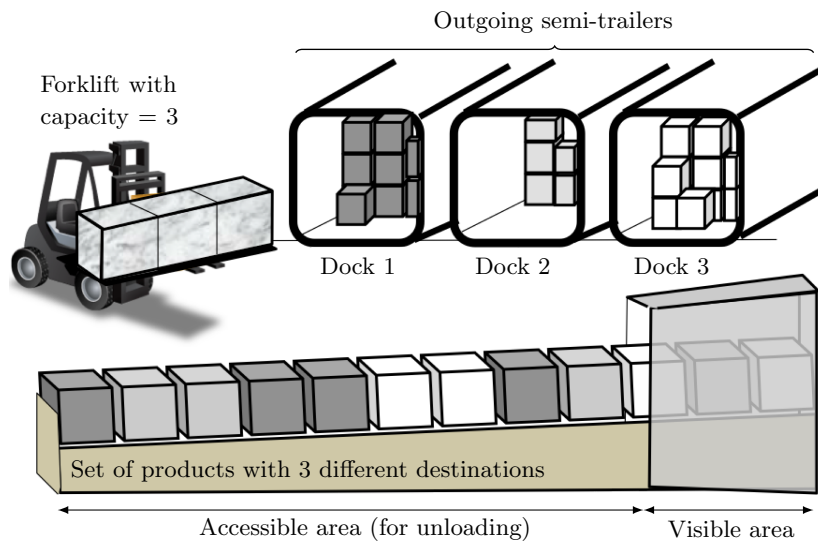 Outgoing semi-trailers
Forklift with
capacity = 3
Dock 1
Dock 2
Dock 3
Set of products with 3 different destinations
Accessible area (for unloading)
Visible area